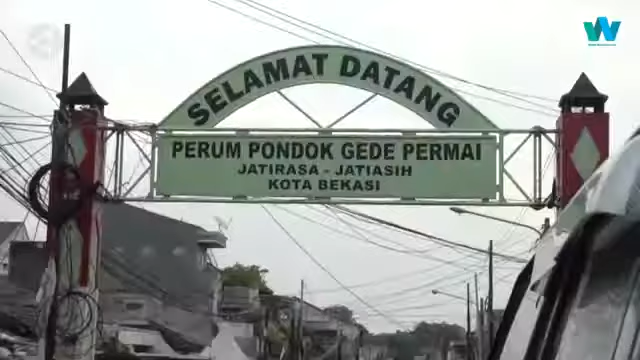 SELAMAT DATANG
PERUM PONDOK GEDE PERMAI
JATIRASA - JATIASIH
KOTA BEKASI